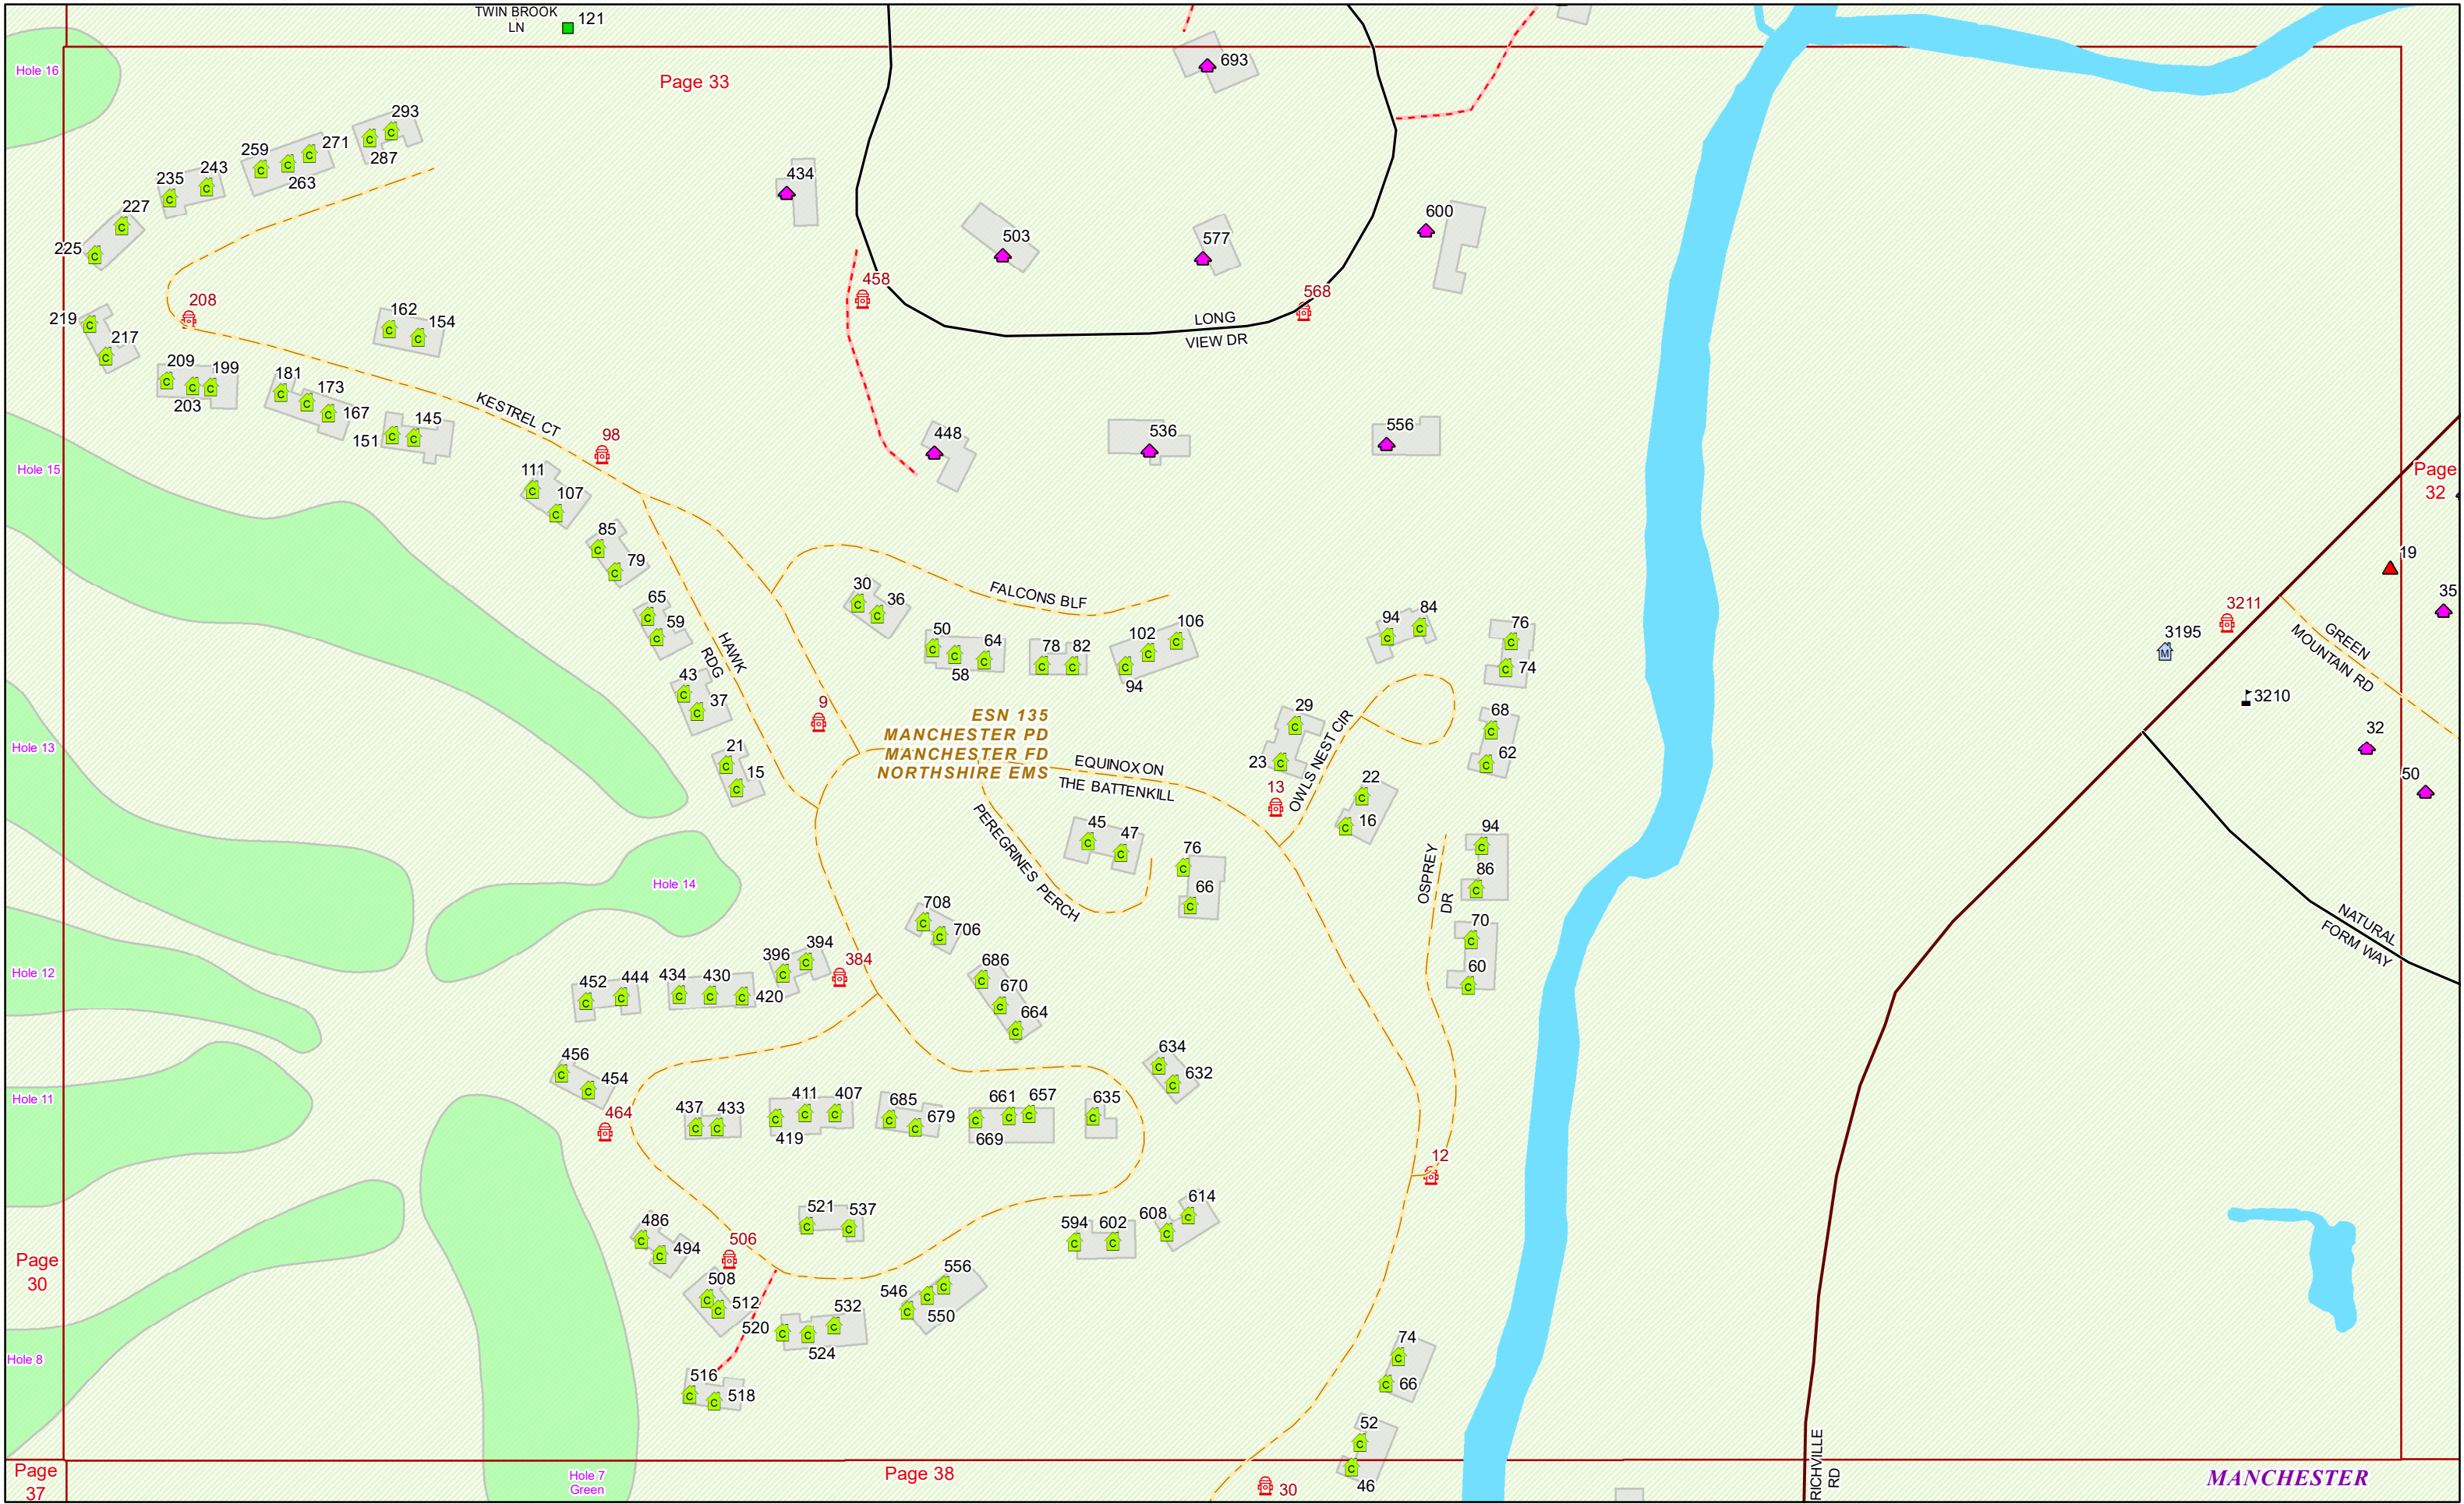 TWIN BROOK
LN
121
Hole 16
Page 33
693
293
287
259
271
263
235
243
227
225
434
503
577
600
458
568
LONG
VIEW DR
208
219
217
162
154
209
199
203
181
173
167
145
151
KESTREL CT
98
448
536
556
Hole 15
Page
32
111
107
85
79
65
59
HAWK
RDG
43
37
21
15
30
36
FALCONS BLF
50
64
58
78
82
102
106
94
94
84
76
74
19
35
3211
3195
3210
GREEN
MOUNTAIN RD
32
50
9
ESN 135
MANCHESTER PD
MANCHESTER FD
NORTHSHIRE EMS
EQUINOX ON
THE BATTENKILL
29
23
13
OWLS NEST CIR
68
62
22
16
Hole 13
PEREGRINES PERCH
45
47
76
66
OSPREY
DR
94
86
70
60
Hole 14
708
706
NATURAL
FORM WAY
Hole 12
452
444
434
430
420
396
394
384
686
670
664
456
454
464
Hole 11
437
433
411
407
419
685
679
661
657
669
635
634
632
12
486
494
506
521
537
594
602
608
614
Page
30
508
512
520
532
524
546
556
550
516
518
Hole 8
74
66
52
46
Page
37
Hole 7
Green
Page 38
30
RICHVILLE
RD
MANCHESTER
C
C
C
C
C
C
C
C
C
M